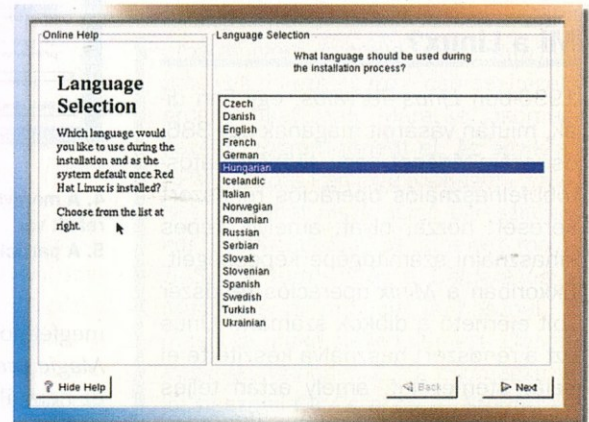 Online Help
Language
Selection
Which language would
you like to use during the
installation and as the
system default once Red
Hat Linux is installed?
Choose from the list at
right.
Language Selection
What language should be used during
the installation process?
Czech
Danish
English
French
German
Hungarian
Icelandic
Italian
Norwegian
Romanian
Russian
Serbian
Slovak
Slovenian
Spanish
Swedish
Turkish
Ukrainian
? Hide Help
Back
Next